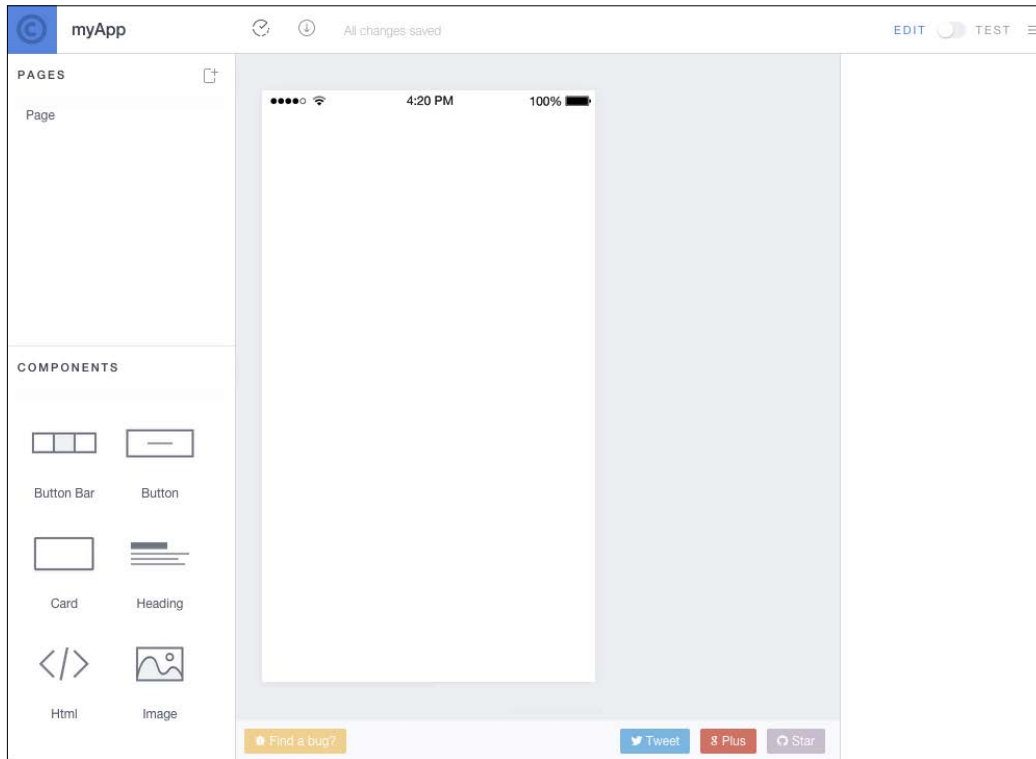 myApp
All changes saved
EDIT TEST
PAGES
Page
4:20 PM 100%
COMPONENTS
Button Bar Button
Card Heading
Html Image
Find a bug?
Tweet
8 Plus
Star